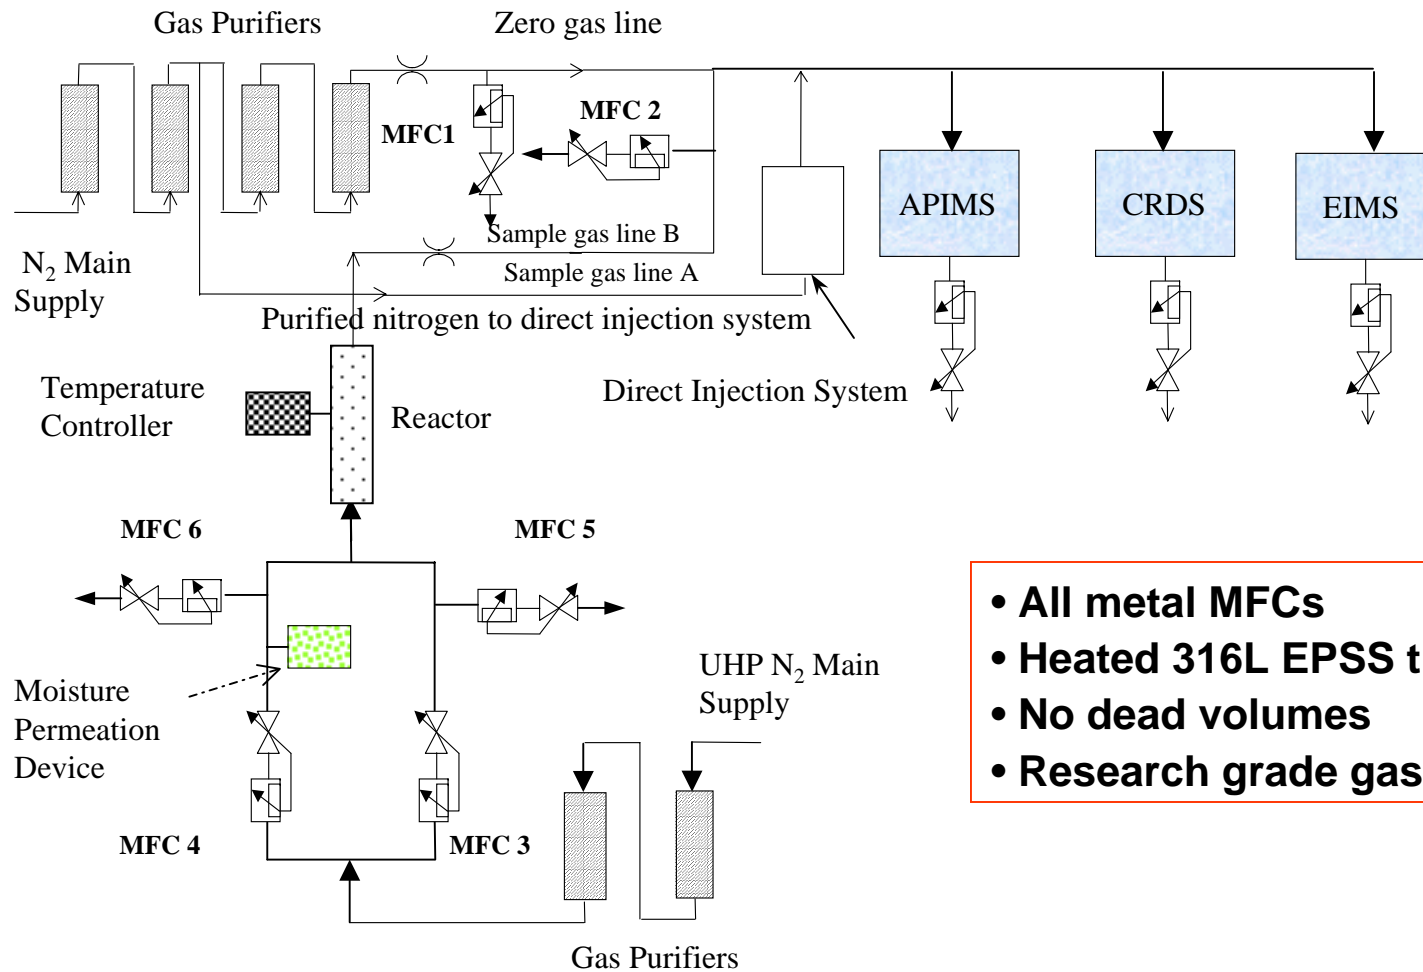 Gas Purifiers
Zero gas line
MFC1
MFC 2
APIMS
CRDS
EIMS
Sample gas line B
Sample gas line A
N2 Main
Supply
Purified nitrogen to direct injection system
Temperature
Controller
Reactor
Direct Injection System
MFC 6
MFC 5
• All metal MFCs
• Heated 316L EPSS t
• No dead volumes
• Research grade gas
Moisture
Permeation
Device
UHP N2 Main
Supply
MFC 4
MFC 3
Gas Purifiers